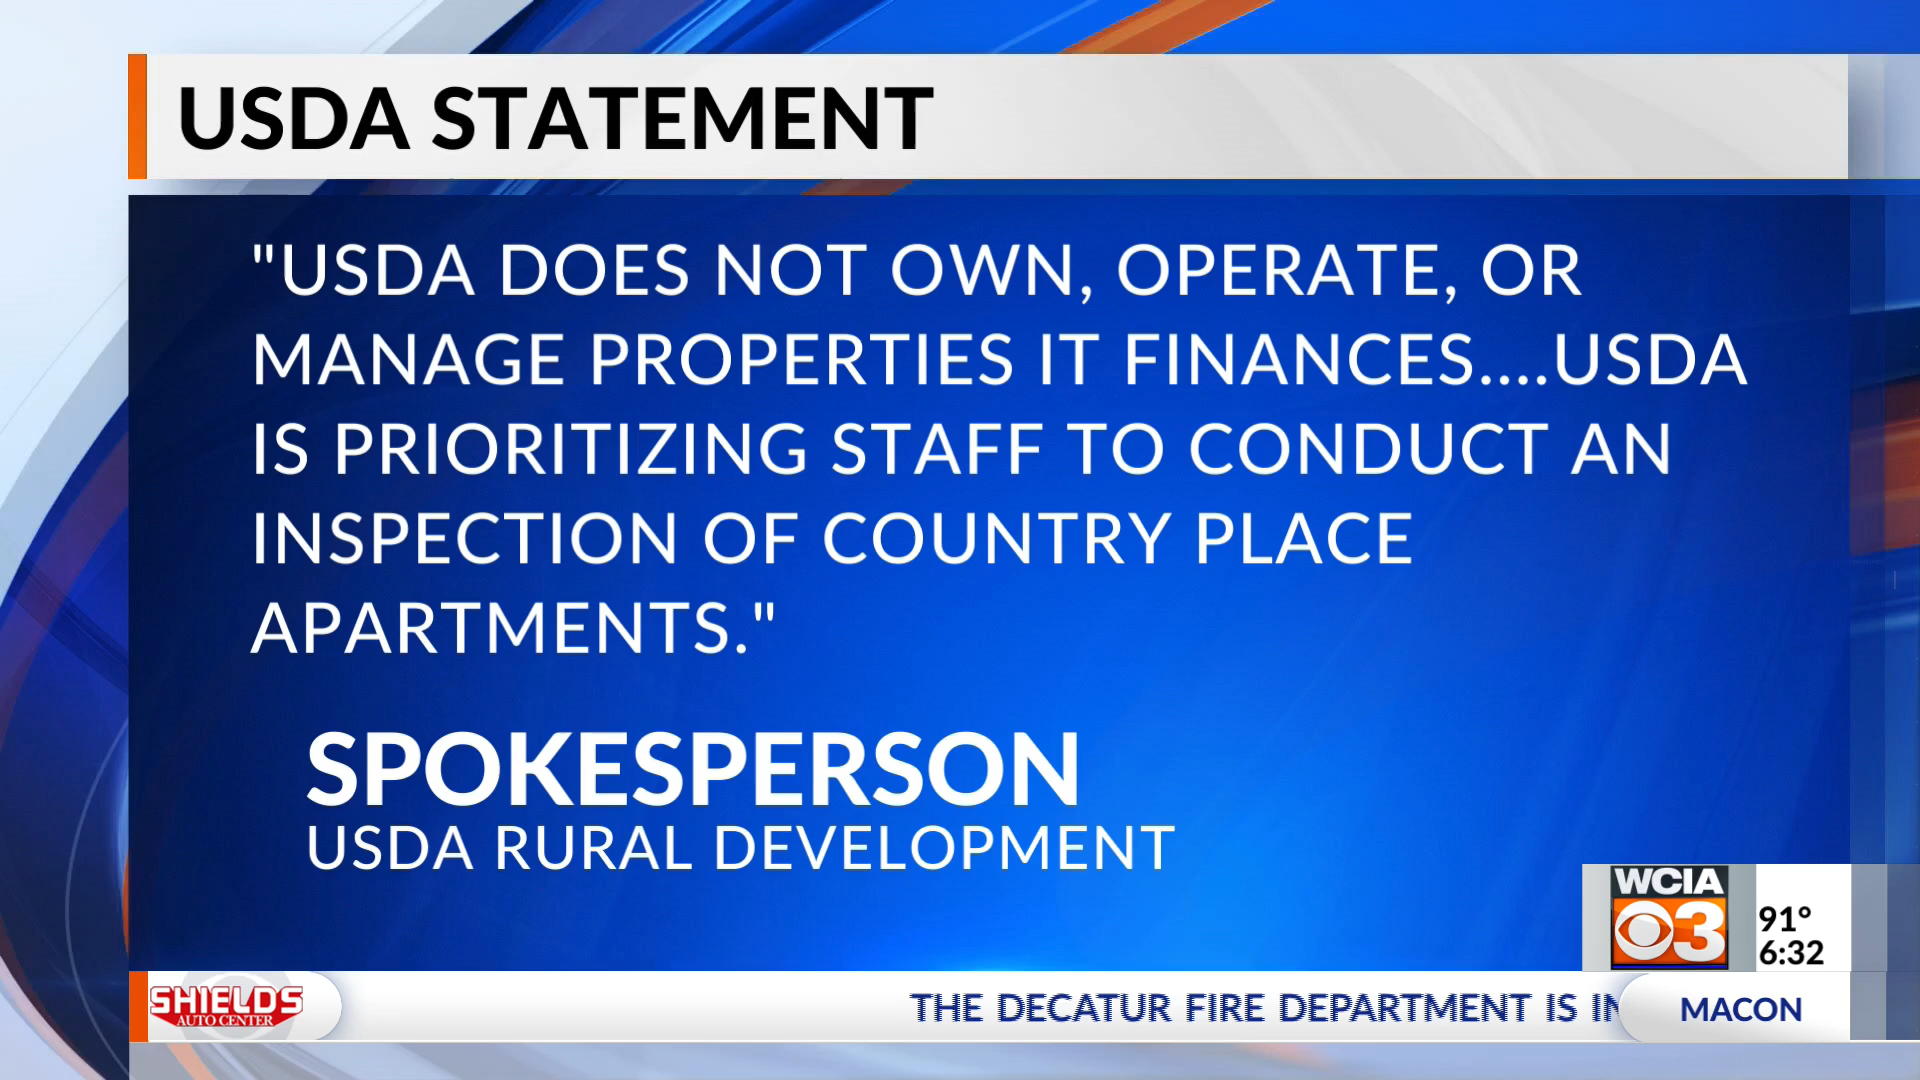 USDA STATEMENT
"USDA DOES NOT OWN, OPERATE, OR
MANAGE PROPERTIES IT FINANCES....USDA
IS PRIORITIZING STAFF TO CONDUCT AN
INSPECTION OF COUNTRY PLACE
APARTMENTS."
SPOKESPERSON
USDA RURAL DEVELOPMENT
WCIA
3
91°
6:32
SHIELDS
AUTO CENTER
THE DECATUR FIRE DEPARTMENT IS
MACON